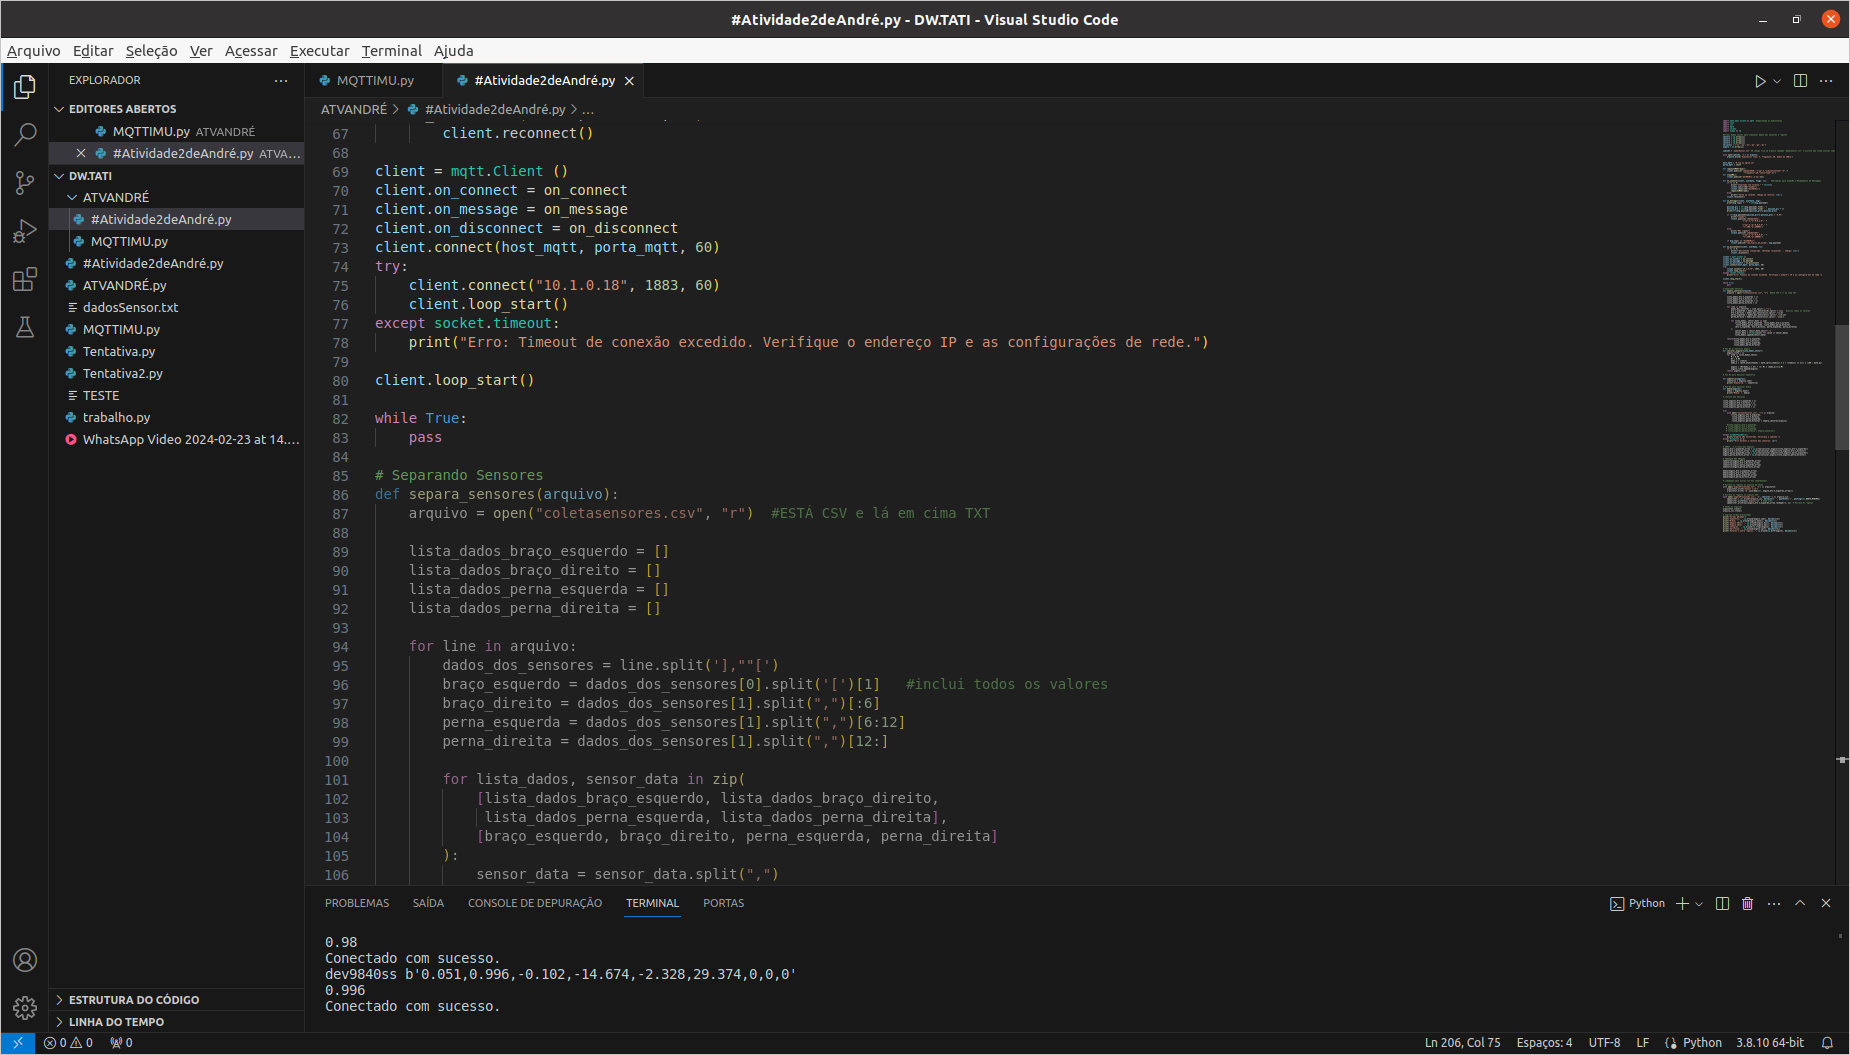 #Atividade2deAndré.py - DW.TATI - Visual Studio Code
Arquivo Editar Seleção Ver Acessar Executar Terminal Ajuda
EXPLORADOR
EDITORES ABERTOS
MQTTIMU.py ATVANDRÉ
#Atividade2deAndré.py ATVA...
DW.TATI
ATVANDRÉ
#Atividade2deAndré.py
MQTTIMU.py
#Atividade2deAndré.py
ATVANDRÉ.py
dadosSensor.txt
MQTTIMU.py
Tentativa.py
Tentativa2.py
TESTE
trabalho.py
WhatsApp Video 2024-02-23 at 14....
ESTRUTURA DO CÓDIGO
LINHA DO TEMPO
MQTTIMU.py
#Atividade2deAndré.py
ATVANDRÉ > #Atividade2deAndré.py > ...
67 client.reconnect()
68
69 client = mqtt.Client ()
70 client.on_connect = on_connect
71 client.on_message = on_message
72 client.on_disconnect = on_disconnect
73 client.connect(host_mqtt, porta_mqtt, 60)
74 try:
75 client.connect("10.1.0.18", 1883, 60)
76 client.loop_start()
77 except socket.timeout:
78 print("Erro: Timeout de conexão excedido. Verifique o endereço IP e as configurações de rede.")
79
80 client.loop_start()
81
82 while True:
83 pass
84
85 # Separando Sensores
86 def separa_sensores(arquivo):
87 arquivo = open("coletasensores.csv", "r") #ESTÁ CSV e lá em cima TXT
88
89 lista_dados_braço_esquerdo = []
90 lista_dados_braço_direito = []
91 lista_dados_perna_esquerda = []
92 lista_dados_perna_direita = []
93
94 for line in arquivo:
95 dados_dos_sensores = line.split('],""[')
96 braço_esquerdo = dados_dos_sensores[0].split('[')[1] #inclui todos os valores
97 braço_direito = dados_dos_sensores[1].split(",")[:6]
98 perna_esquerda = dados_dos_sensores[1].split(",")[6:12]
99 perna_direita = dados_dos_sensores[1].split(",")[12:]
100
101 for lista_dados, sensor_data in zip(
102 [lista_dados_braço_esquerdo, lista_dados_braço_direito,
103 lista_dados_perna_esquerda, lista_dados_perna_direita],
104 [braço_esquerdo, braço_direito, perna_esquerda, perna_direita]
105 ):
106 sensor_data = sensor_data.split(",")
PROBLEMAS SAÍDA CONSOLE DE DEPURAÇÃO TERMINAL PORTAS
Python
0.98
Conectado com sucesso.
dev9840ss b'0.051,0.996,-0.102,-14.674,-2.328,29.374,0,0,0'
0.996
Conectado com sucesso.
0 0 0
Ln 206, Col 75 Espaços: 4 UTF-8 LF Python 3.8.10 64-bit